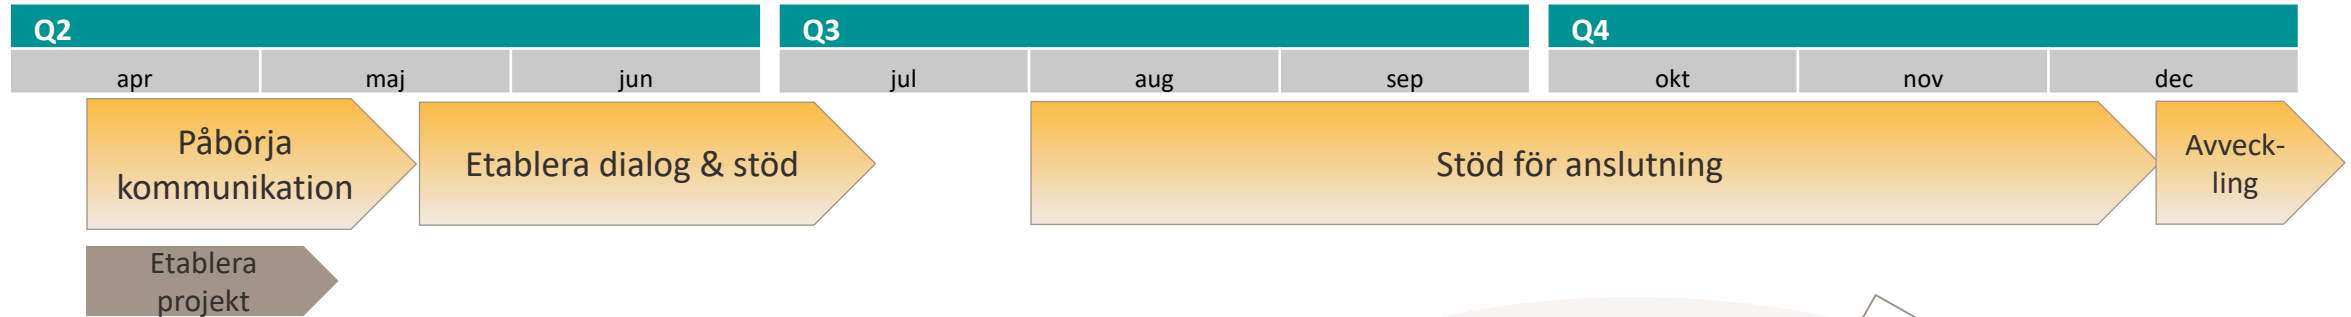 Q2 Q3 Q4
apr maj jun jul aug sep okt nov dec
Påbörja
kommunikation
Etablera dialog & stöd
Stöd för anslutning
Avveck-
ling
Etablera
projekt